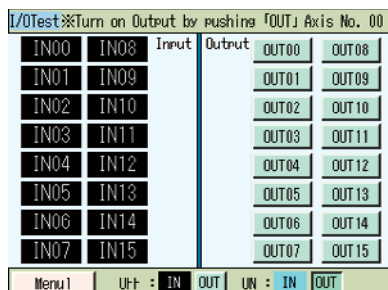 I/OTest※Turn on Output by pushing「OUT」Axis No. 00
IN00 IN08 Input Output OUT00 OUT08
IN01 IN09 OUT01 OUT09
IN02 IN10 OUT02 OUT10
IN03 IN11 OUT03 OUT11
IN04 IN12 OUT04 OUT12
IN05 IN13 OUT05 OUT13
IN06 IN14 OUT06 OUT14
IN07 IN15 OUT07 OUT15
Menu1 OFF : IN OUT ON : IN OUT